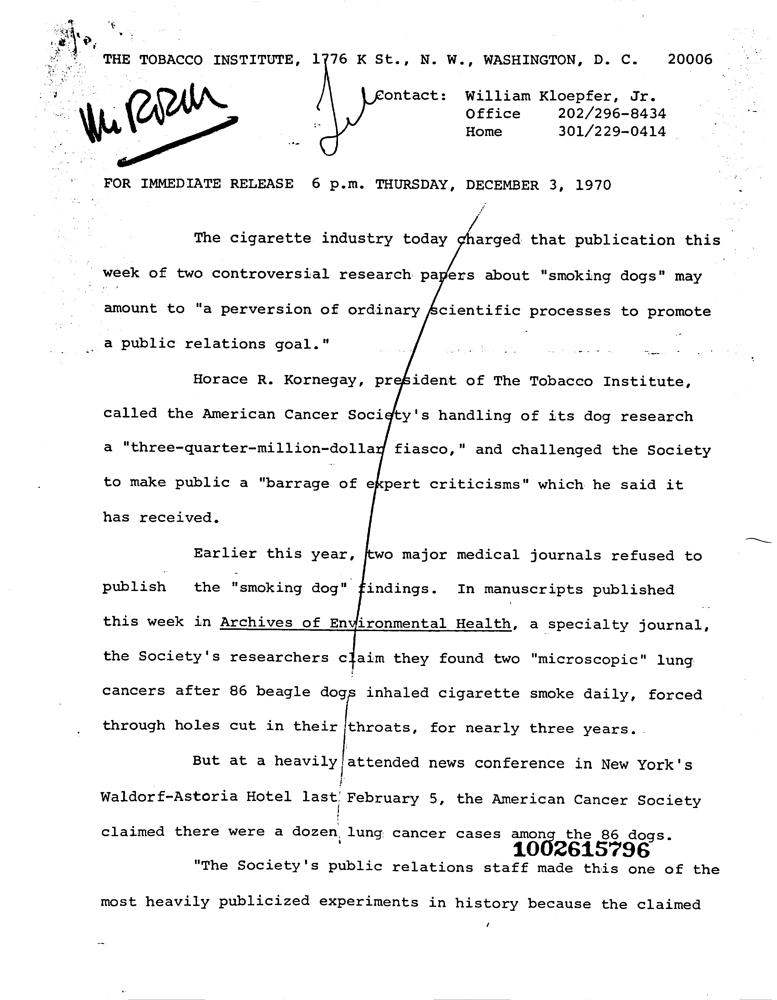 THE TOBACCO INSTITUTE, 1776 K St., N. W., WASHINGTON, D. C. 20006
Contact: William Kloepfer, Jr.
Office 202/296-8434
Home 301/229-0414
FOR IMMEDIATE RELEASE 6 p.m. THURSDAY, DECEMBER 3, 1970
The cigarette industry today charged that publication this
week of two controversial research papers about "smoking dogs" may
amount to "a perversion of ordinary scientific processes to promote
a public relations goal."
Horace R. Kornegay, president of The Tobacco Institute,
called the American Cancer Society's handling of its dog research
a "three-quarter-million-dollar fiasco," and challenged the Society
to make public a "barrage of expert criticisms" which he said it
has received.
Earlier this year, two major medical journals refused to
publish the "smoking dog" findings. In manuscripts published
this week in Archives of Environmental Health, a specialty journal,
the Society's researchers claim they found two "microscopic" lung
cancers after 86 beagle dogs inhaled cigarette smoke daily, forced
through holes cut in their throats, for nearly three years.
But at a heavily attended news conference in New York's
Waldorf-Astoria Hotel last February 5, the American Cancer Society
claimed there were a dozen lung cancer cases among the 86 dogs.
1002615796
"The Society's public relations staff made this one of the
most heavily publicized experiments in history because the claimed